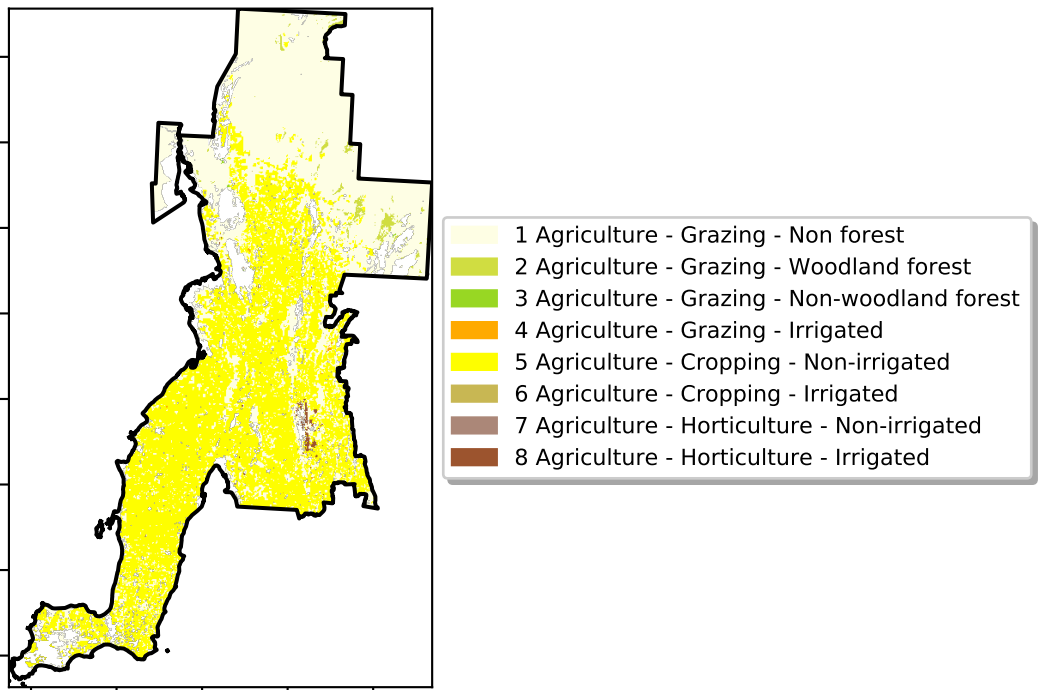 1 Agriculture - Grazing - Non forest
2 Agriculture - Grazing - Woodland forest
3 Agriculture - Grazing - Non-woodland forest
4 Agriculture - Grazing - Irrigated
5 Agriculture - Cropping - Non-irrigated
6 Agriculture - Cropping - Irrigated
7 Agriculture - Horticulture - Non-irrigated
8 Agriculture - Horticulture - Irrigated